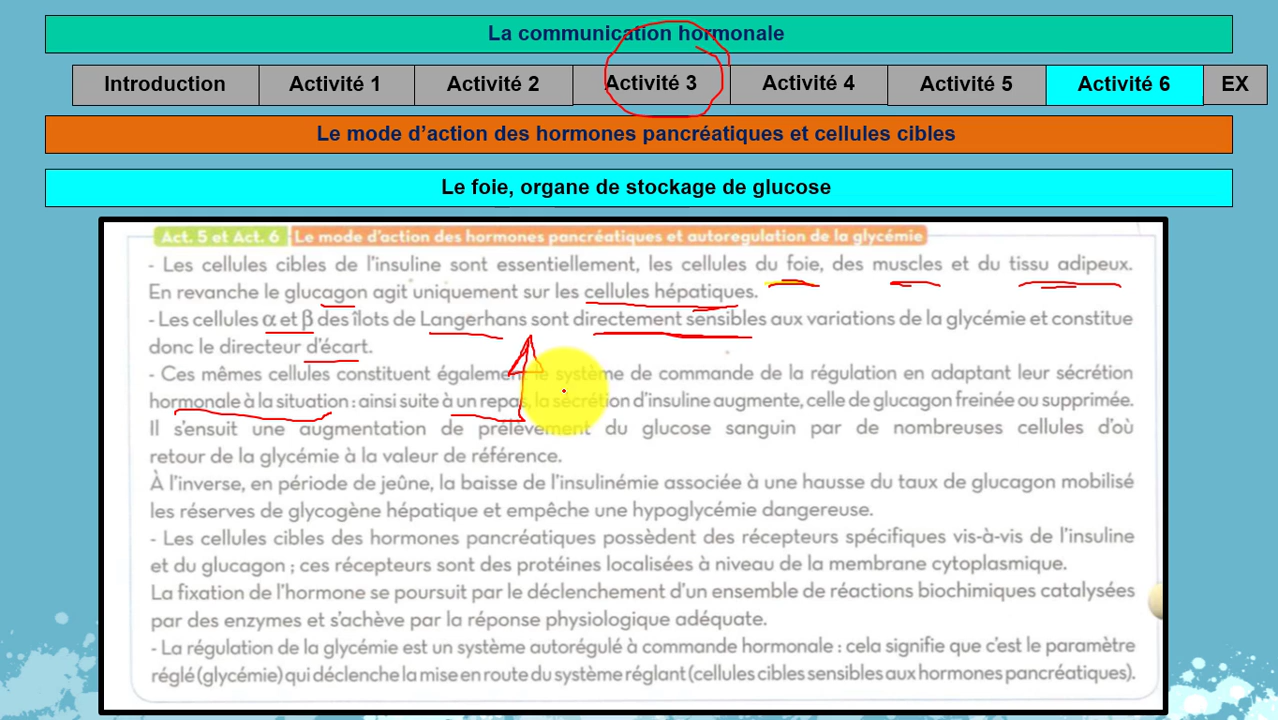 La communication hormonale
Introduction Activité 1 Activité 2 Activité 3 Activité 4 Activité 5 Activité 6 EX
Le mode d'action des hormones pancréatiques et cellules cibles
Le foie, organe de stockage de glucose
Act. 5 et Act. 6 Le mode d'action des hormones pancréatiques et autoregulation de la glycémie
- Les cellules cibles de l'insuline sont essentiellement, les cellules du foie, des muscles et du tissu adipeux.
En revanche le glucagon agit uniquement sur les cellules hépatiques.
- Les cellules α et β des îlots de Langerhans sont directement sensibles aux variations de la glycémie et constitue
donc le directeur d'écart.
- Ces mêmes cellules constituent également le système de commande de la régulation en adaptant leur sécrétion
hormonale à la situation : ainsi suite à un repas, la sécrétion d'insuline augmente, celle de glucagon freinée ou supprimée.
Il s'ensuit une augmentation de prélèvement du glucose sanguin par de nombreuses cellules d'où
retour de la glycémie à la valeur de référence.
À l'inverse, en période de jeûne, la baisse de l'insulinémie associée à une hausse du taux de glucagon mobilisé
les réserves de glycogène hépatique et empêche une hypoglycémie dangereuse.
- Les cellules cibles des hormones pancréatiques possèdent des récepteurs spécifiques vis-à-vis de l'insuline
et du glucagon ; ces récepteurs sont des protéines localisées à niveau de la membrane cytoplasmique.
La fixation de l'hormone se poursuit par le déclenchement d'un ensemble de réactions biochimiques catalysées
par des enzymes et s'achève par la réponse physiologique adéquate.
- La régulation de la glycémie est un système autorégulé à commande hormonale : cela signifie que c'est le paramètre
réglé (glycémie) qui déclenche la mise en route du système réglant (cellules cibles sensibles aux hormones pancréatiques).